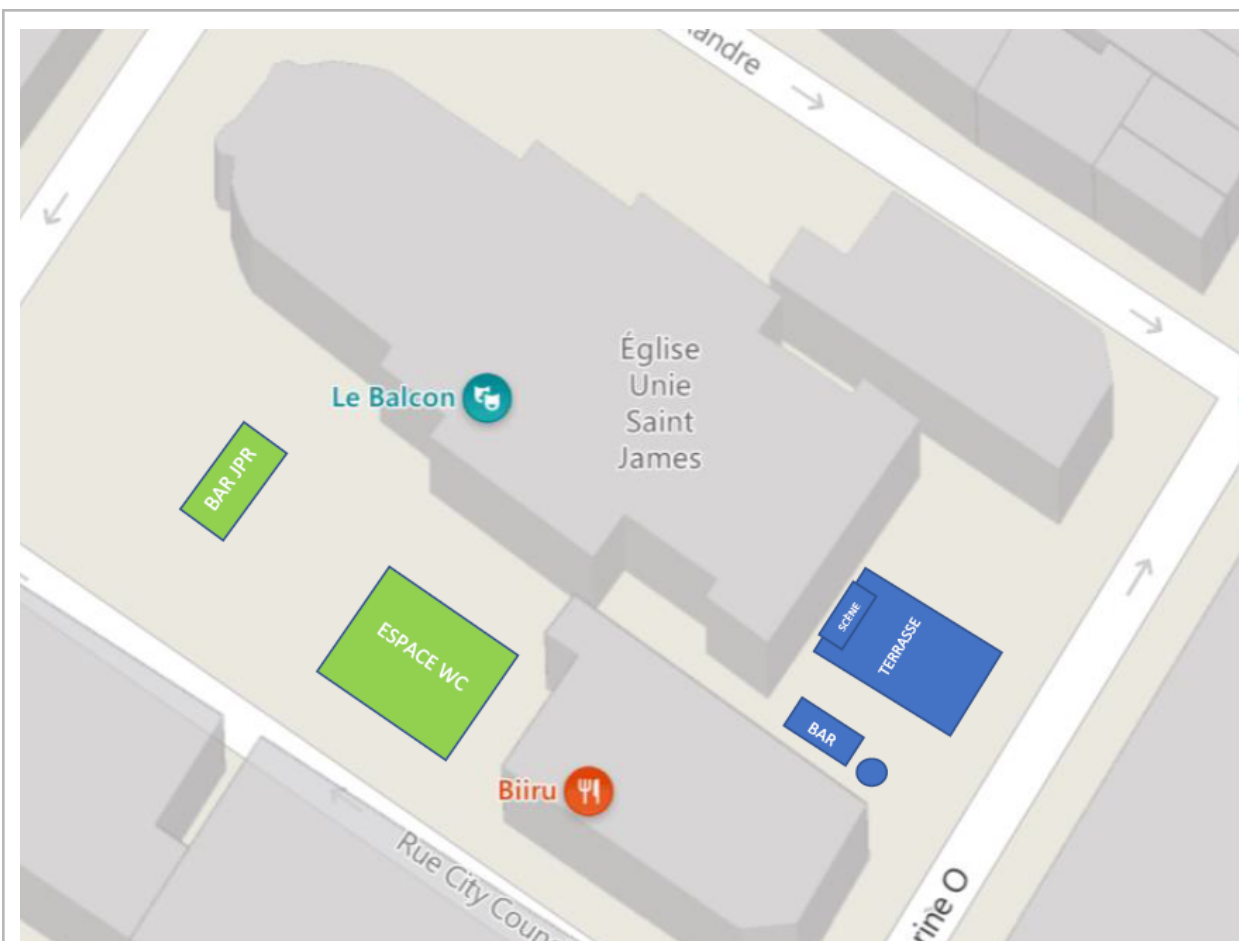 andre
Église
Unie
Saint
James
Le Balcon
BAR JPR
ESPACE WC
SCÈNE
TERRASSE
BAR
Biiru
Rue City Coun
rine O